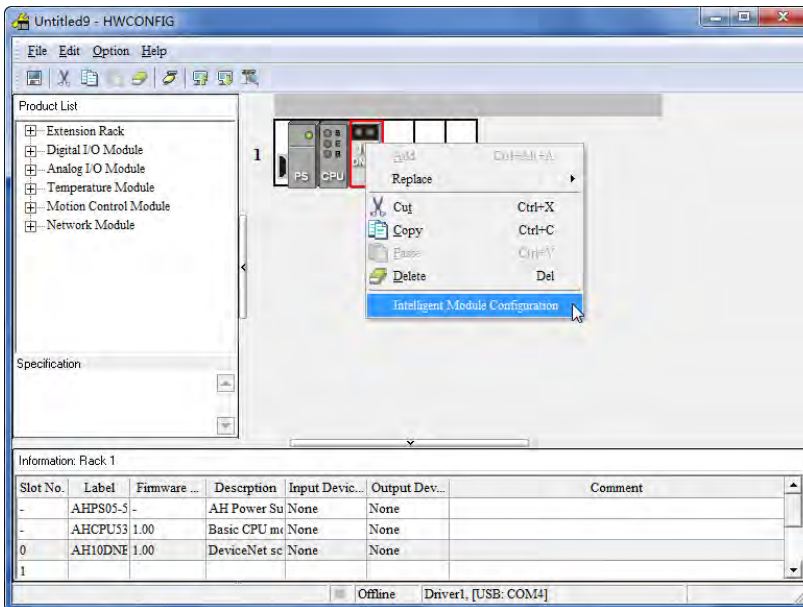 Untitled9 - HWCONFIG
File Edit Option Help
Product List
Extension Rack
Digital I/O Module
Analog I/O Module
Temperature Module
Motion Control Module
Network Module
1
PS CPU DN
Add Ctrl+Alt+A
Replace
Cut Ctrl+X
Copy Ctrl+C
Paste Ctrl+V
Delete Del
Intelligent Module Configuration
Specification
Information: Rack 1
Slot No. Label Firmware ... Descrption Input Devic... Output Dev... Comment
- AHPS05-5 - AH Power Su None None
- AHCPU53 1.00 Basic CPU mo None None
0 AH10DNE 1.00 DeviceNet sc None None
1
Offline Driver1, [USB: COM4]